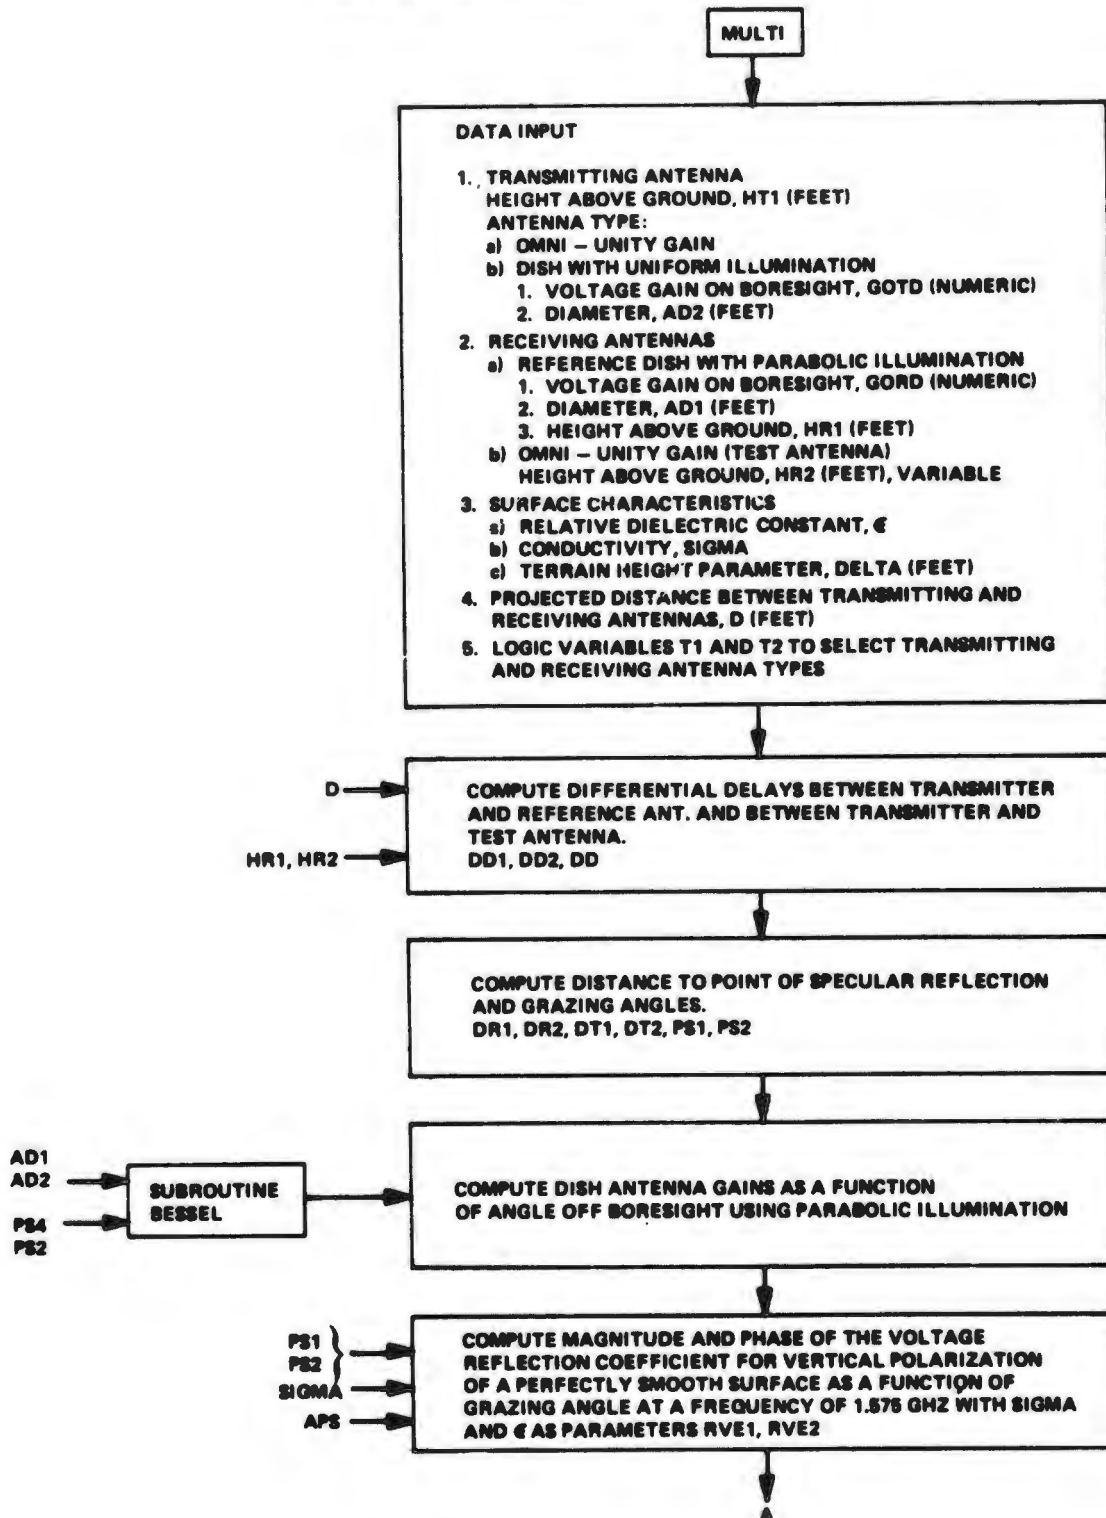 MULTI
DATA INPUT
1. TRANSMITTING ANTENNA
HEIGHT ABOVE GROUND, HT1 (FEET)
ANTENNA TYPE:
a) OMNI – UNITY GAIN
b) DISH WITH UNIFORM ILLUMINATION
1. VOLTAGE GAIN ON BORESIGHT, GOTD (NUMERIC)
2. DIAMETER, AD2 (FEET)
2. RECEIVING ANTENNAS
a) REFERENCE DISH WITH PARABOLIC ILLUMINATION
1. VOLTAGE GAIN ON BORESIGHT, GORD (NUMERIC)
2. DIAMETER, AD1 (FEET)
3. HEIGHT ABOVE GROUND, HR1 (FEET)
b) OMNI – UNITY GAIN (TEST ANTENNA)
HEIGHT ABOVE GROUND, HR2 (FEET), VARIABLE
3. SURFACE CHARACTERISTICS
a) RELATIVE DIELECTRIC CONSTANT, ϵ
b) CONDUCTIVITY, SIGMA
c) TERRAIN HEIGHT PARAMETER, DELTA (FEET)
4. PROJECTED DISTANCE BETWEEN TRANSMITTING AND
RECEIVING ANTENNAS, D (FEET)
5. LOGIC VARIABLES T1 AND T2 TO SELECT TRANSMITTING
AND RECEIVING ANTENNA TYPES
D
HR1, HR2
COMPUTE DIFFERENTIAL DELAYS BETWEEN TRANSMITTER
AND REFERENCE ANT. AND BETWEEN TRANSMITTER AND
TEST ANTENNA.
DD1, DD2, DD
COMPUTE DISTANCE TO POINT OF SPECULAR REFLECTION
AND GRAZING ANGLES.
DR1, DR2, DT1, DT2, PS1, PS2
AD1
AD2
PS4
PS2
SUBROUTINE
BESSEL
COMPUTE DISH ANTENNA GAINS AS A FUNCTION
OF ANGLE OFF BORESIGHT USING PARABOLIC ILLUMINATION
PS1
PS2
SIGMA
APS
COMPUTE MAGNITUDE AND PHASE OF THE VOLTAGE
REFLECTION COEFFICIENT FOR VERTICAL POLARIZATION
OF A PERFECTLY SMOOTH SURFACE AS A FUNCTION OF
GRAZING ANGLE AT A FREQUENCY OF 1.575 GHZ WITH SIGMA
AND ϵ AS PARAMETERS RVE1, RVE2